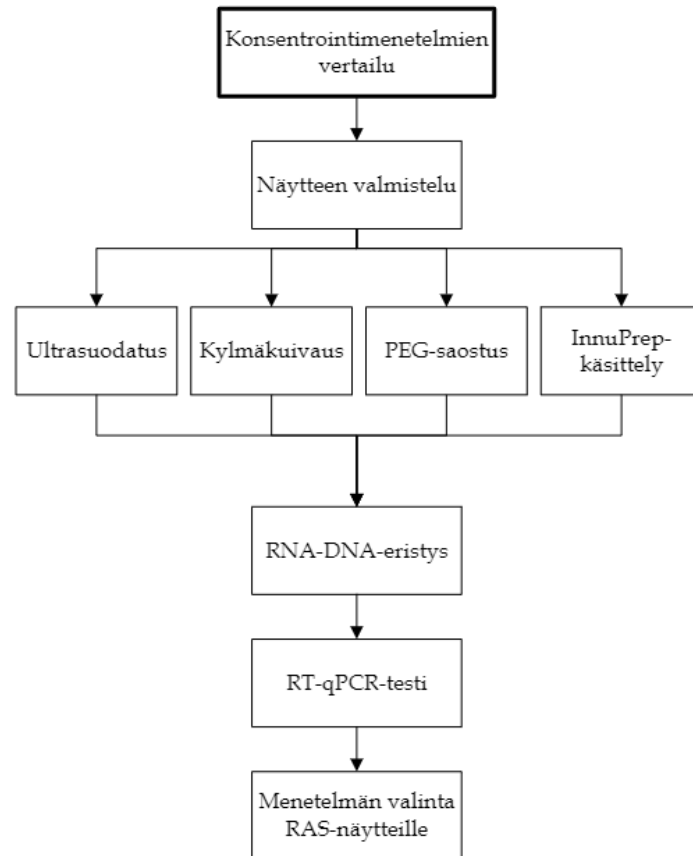 Konsentrointimenetelmien
vertailu
Näytteen valmistelu
Ultrasuodatus
Kylmäkuivaus
PEG-saostus
InnuPrep-
käsittely
RNA-DNA-eristys
RT-qPCR-testi
Menetelmän valinta
RAS-näytteille